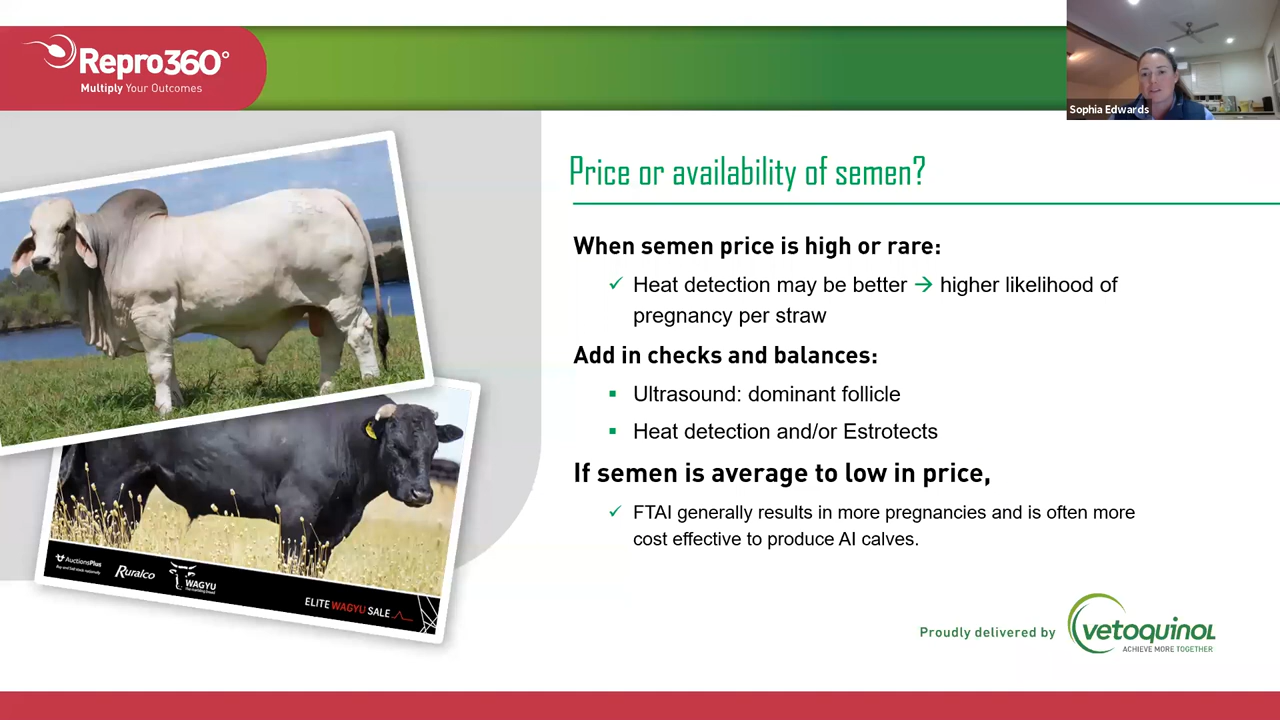 Repro360°
Multiply Your Outcomes
Sophia Edwards
Price or availability of semen?
When semen price is high or rare:
✓ Heat detection may be better → higher likelihood of
pregnancy per straw
Add in checks and balances:
▪ Ultrasound: dominant follicle
▪ Heat detection and/or Estrotects
If semen is average to low in price,
✓ FTAI generally results in more pregnancies and is often more
cost effective to produce AI calves.
AuctionsPlus
Ruralco
WAGYU
ELITE WAGYU SALE
Proudly delivered by
vetoquinol
ACHIEVE MORE TOGETHER